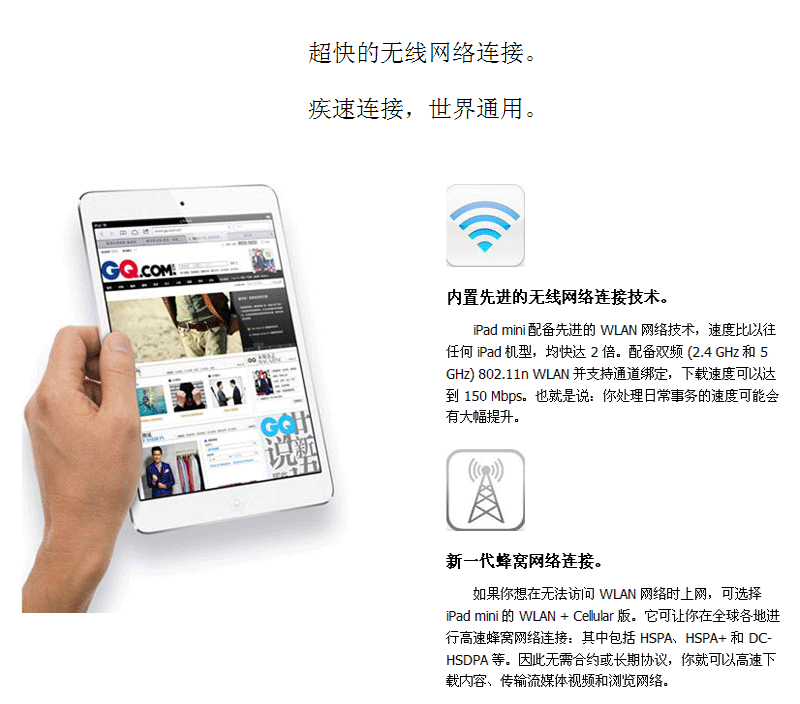 超快的无线网络连接。
疾速连接，世界通用。
GQ.COM
GQ
内置先进的无线网络连接技术。
iPad mini 配备先进的 WLAN 网络技术，速度比以往
任何 iPad 机型，均快达 2 倍。配备双频 (2.4 GHz 和 5
GHz) 802.11n WLAN 并支持通道绑定，下载速度可以达
到 150 Mbps。也就是说：你处理日常事务的速度可能会
有大幅提升。
新一代蜂窝网络连接。
如果你想在无法访问 WLAN 网络时上网，可选择
iPad mini 的 WLAN + Cellular 版。它可让你在全球各地进
行高速蜂窝网络连接：其中包括 HSPA、HSPA+ 和 DC-
HSDPA 等。因此无需合约或长期协议，你就可以高速下
载内容、传输流媒体视频和浏览网络。